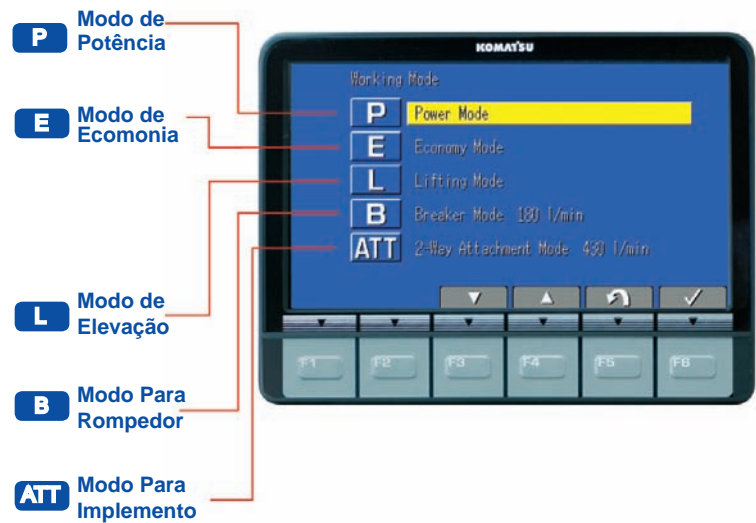 P
Modo de
Potência
E
Modo de
Ecomonia
L
Modo de
Elevação
B
Modo Para
Rompedor
ATT
Modo Para
Implemento
KOMATSU
Working Mode
P Power Mode
E Economy Mode
L Lifting Mode
B Breaker Mode 180 l/min
ATT 2-Way Attachment Mode 430 l/min
F1 F2 F3 F4 F5 F6